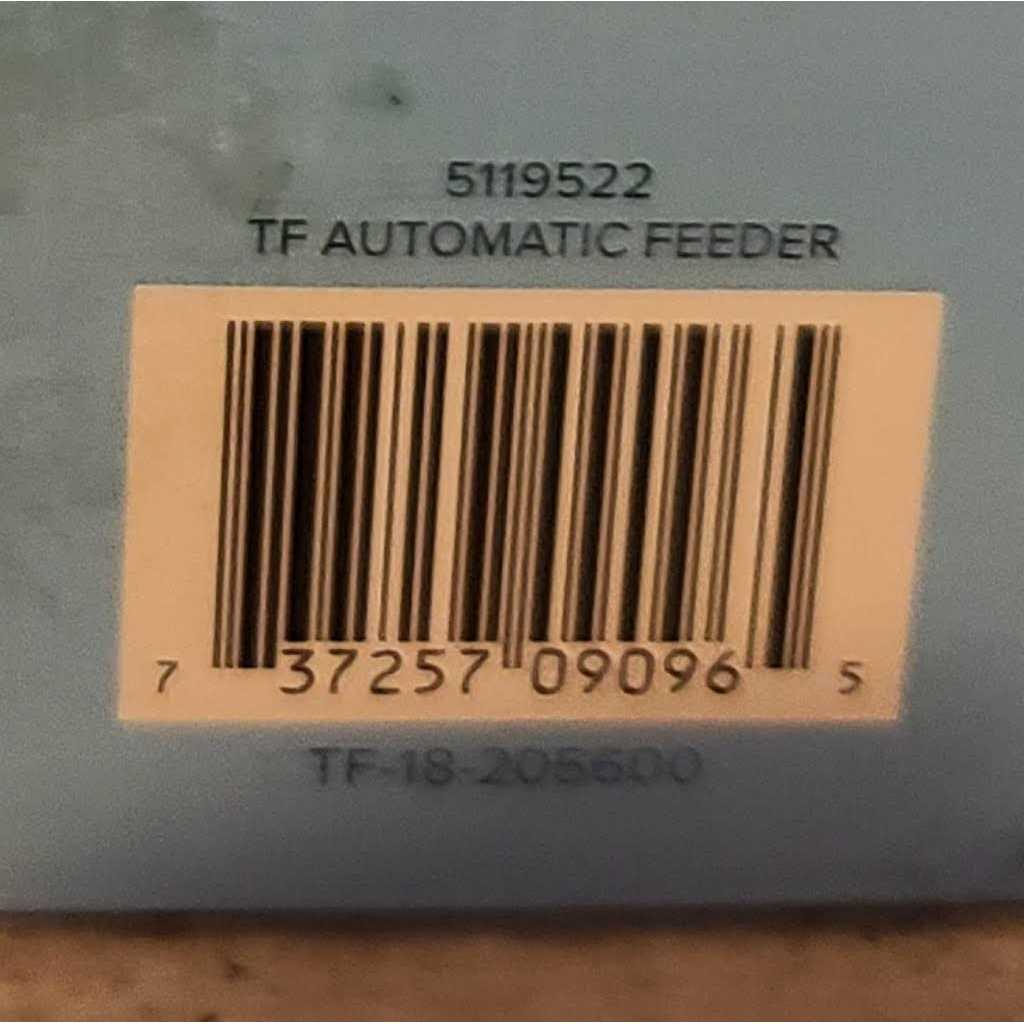 5119522
TF AUTOMATIC FEEDER
7 37257 09096 5
TF-18-205600